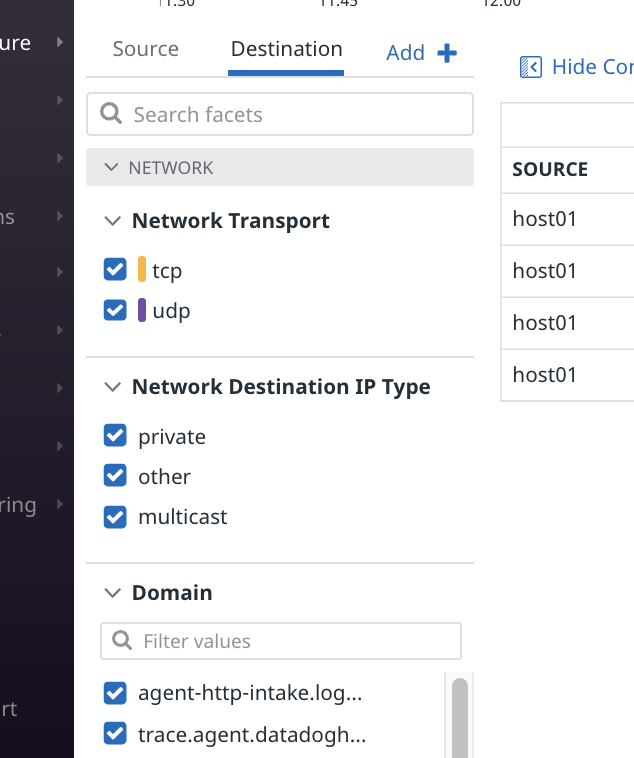 11:30 11:45 12:00
ure
Source Destination Add
Hide Con
Search facets
NETWORK
SOURCE
Network Transport
ns
host01
tcp
host01
udp
host01
Network Destination IP Type
host01
private
other
ring
multicast
Domain
Filter values
agent-http-intake.log...
rt
trace.agent.datadogh...